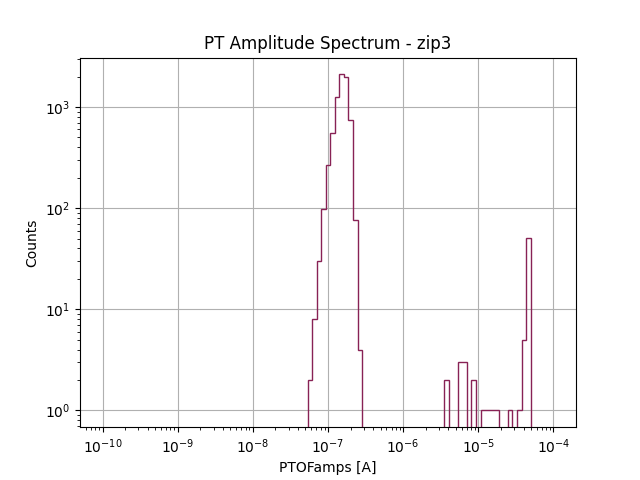 PT Amplitude Spectrum - zip3
Counts
10³
10²
10¹
10⁰
10⁻¹⁰ 10⁻⁹ 10⁻⁸ 10⁻⁷ 10⁻⁶ 10⁻⁵ 10⁻⁴
PTOFamps [A]